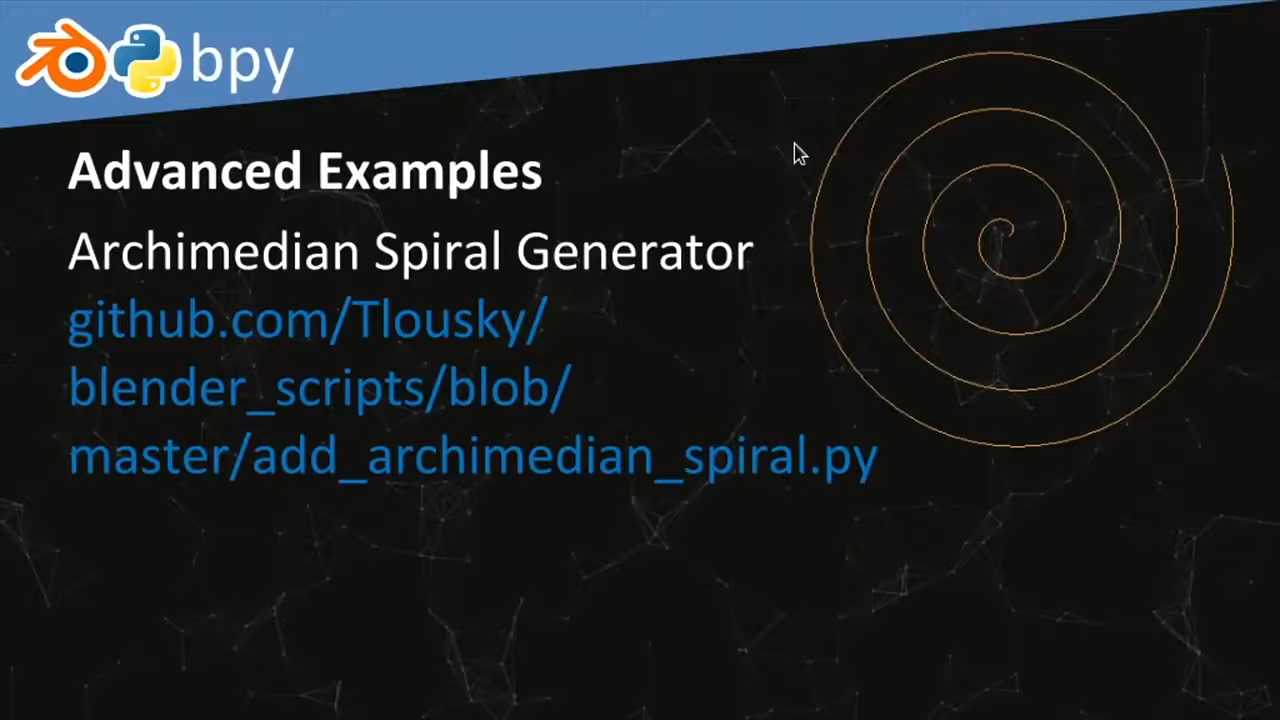 bpy
Advanced Examples
Archimedian Spiral Generator
github.com/Tlousky/
blender_scripts/blob/
master/add_archimedian_spiral.py